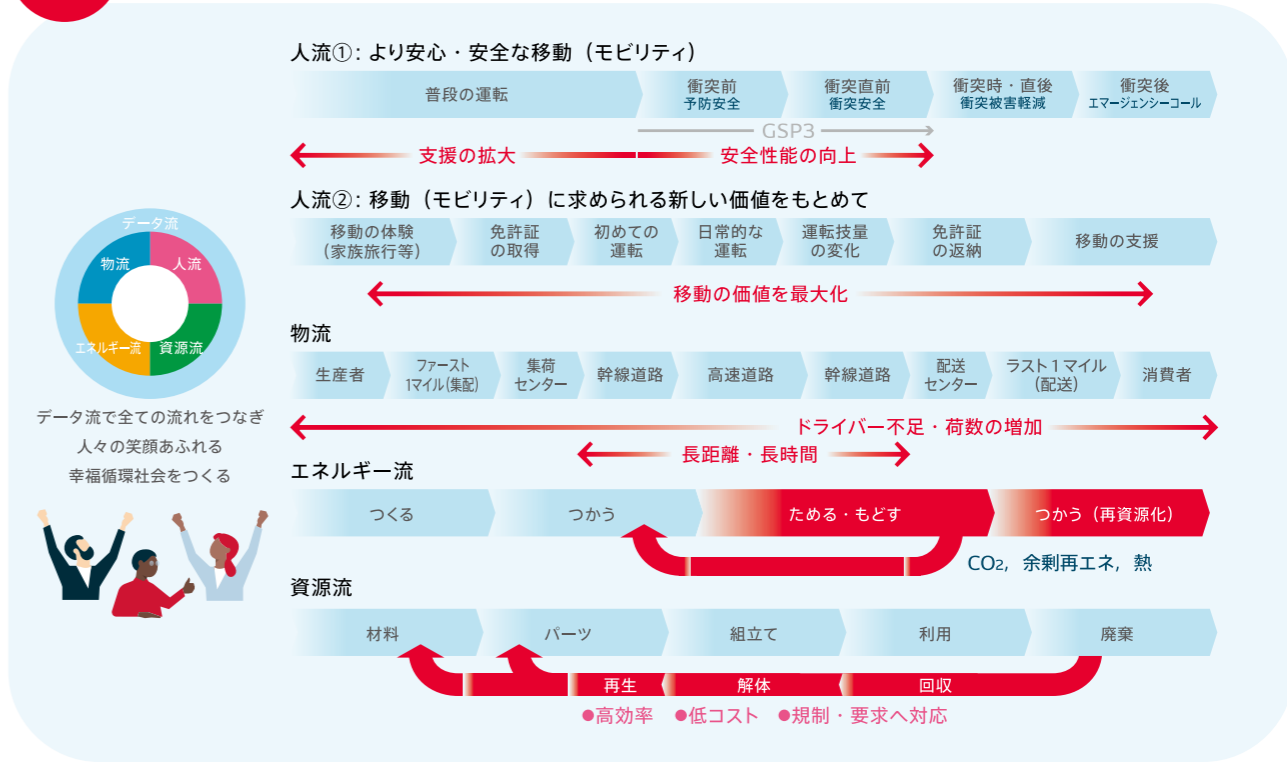 人流①: より安心・安全な移動（モビリティ）
普段の運転
衝突前
予防安全
衝突直前
衝突安全
衝突時・直後
衝突被害軽減
衝突後
エマージェンシーコール
GSP3
支援の拡大
安全性能の向上
人流②: 移動（モビリティ）に求められる新しい価値をもとめて
移動の体験
(家族旅行等)
免許証
の取得
初めての
運転
日常的な
運転
運転技量
の変化
免許証
の返納
移動の支援
移動の価値を最大化
データ流
物流
人流
エネルギー流
資源流
データ流で全ての流れをつなぎ
人々の笑顔あふれる
幸福循環社会をつくる
物流
生産者
ファースト
1マイル(集配)
集荷
センター
幹線道路
高速道路
幹線道路
配送
センター
ラスト１マイル
(配送)
消費者
ドライバー不足・荷数の増加
長距離・長時間
エネルギー流
つくる
つかう
ためる・もどす
つかう（再資源化）
CO2, 余剰再エネ, 熱
資源流
材料
パーツ
組立て
利用
廃棄
再生
解体
回収
●高効率 ●低コスト ●規制・要求へ対応